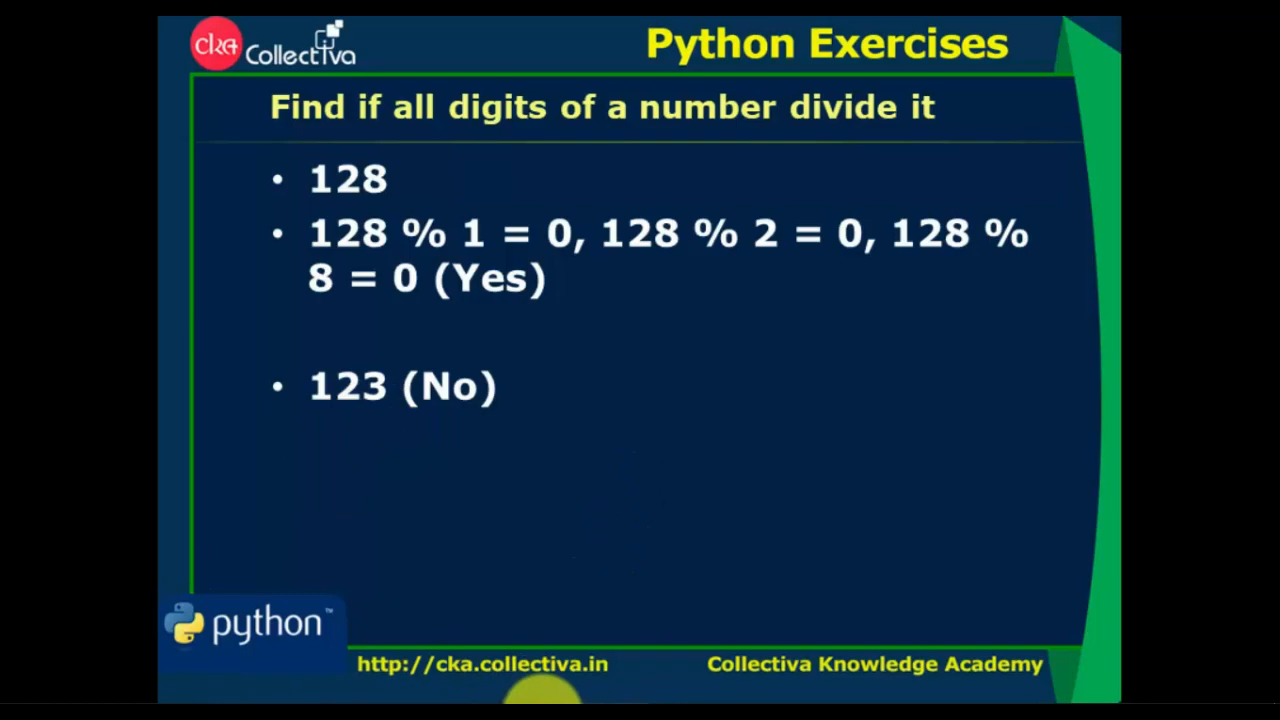 cka Collectiva
Python Exercises
Find if all digits of a number divide it
• 128
• 128 % 1 = 0, 128 % 2 = 0, 128 %
8 = 0 (Yes)
• 123 (No)
python™
http://cka.collectiva.in
Collectiva Knowledge Academy